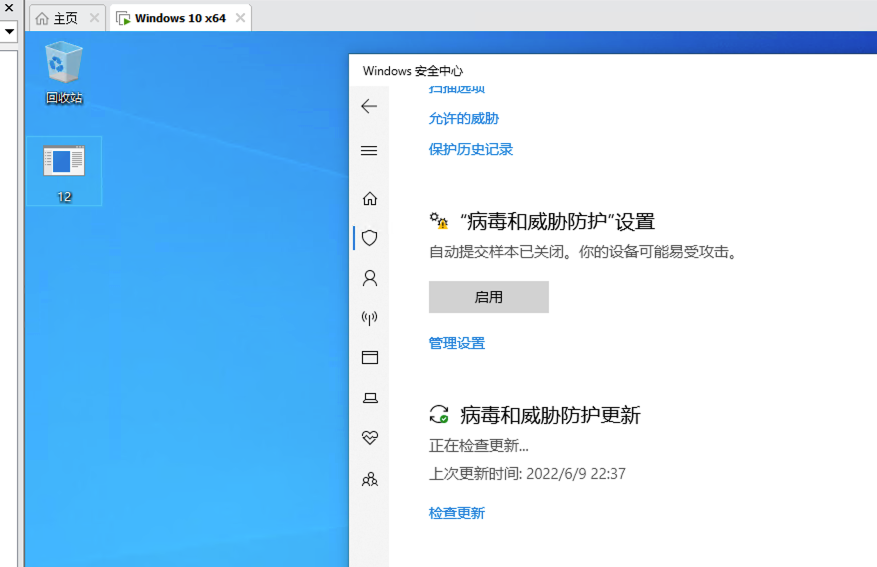 主页
Windows 10 x64
回收站
12
Windows 安全中心
扫描选项
允许的威胁
保护历史记录
“病毒和威胁防护”设置
自动提交样本已关闭。你的设备可能易受攻击。
启用
管理设置
病毒和威胁防护更新
正在检查更新...
上次更新时间: 2022/6/9 22:37
检查更新